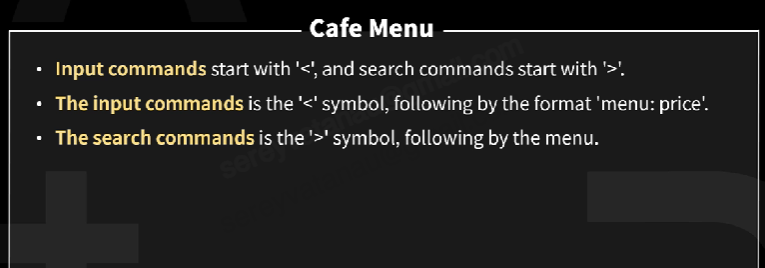 Cafe Menu
• Input commands start with '<', and search commands start with '>'.
• The input commands is the '<' symbol, following by the format 'menu: price'.
• The search commands is the '>' symbol, following by the menu.